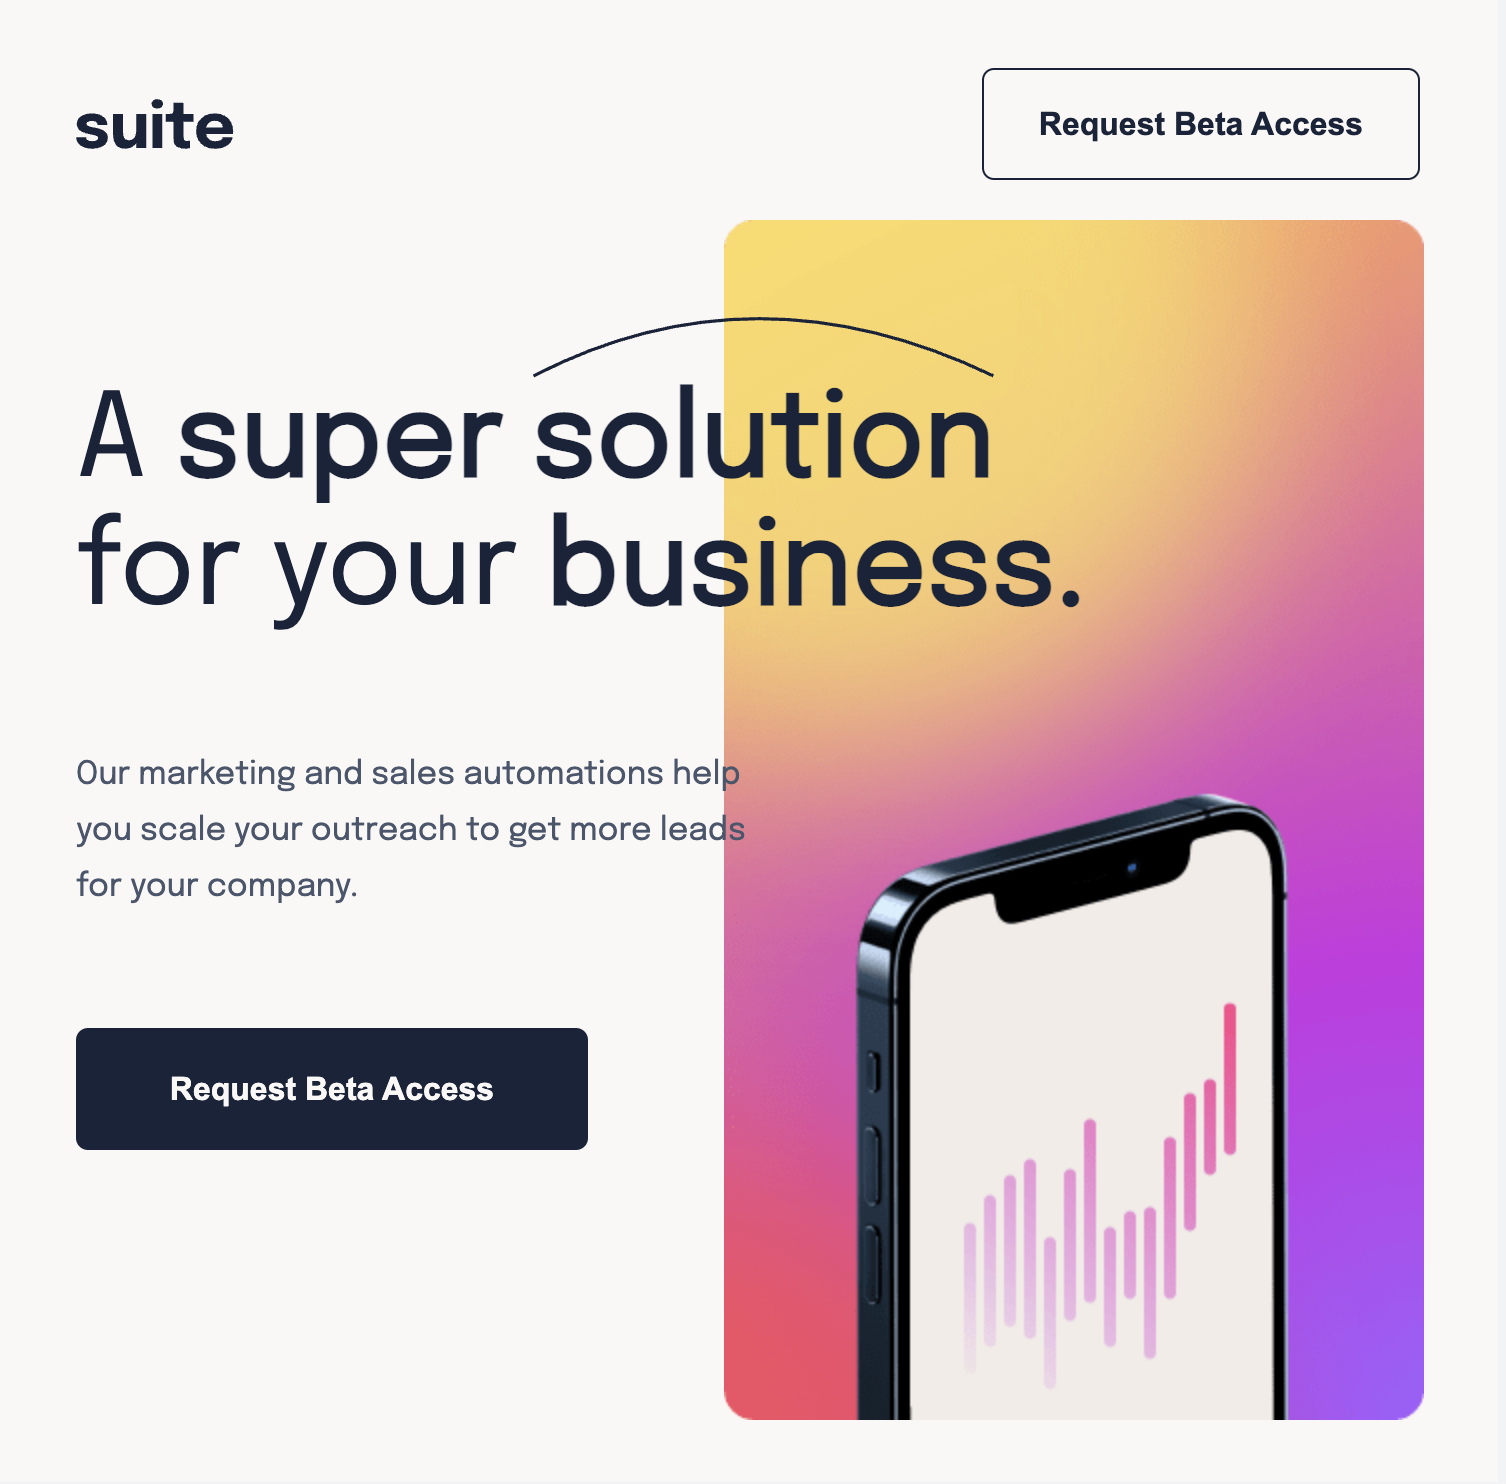 suite
Request Beta Access
A super solution
for your business.
Our marketing and sales automations help
you scale your outreach to get more leads
for your company.
Request Beta Access